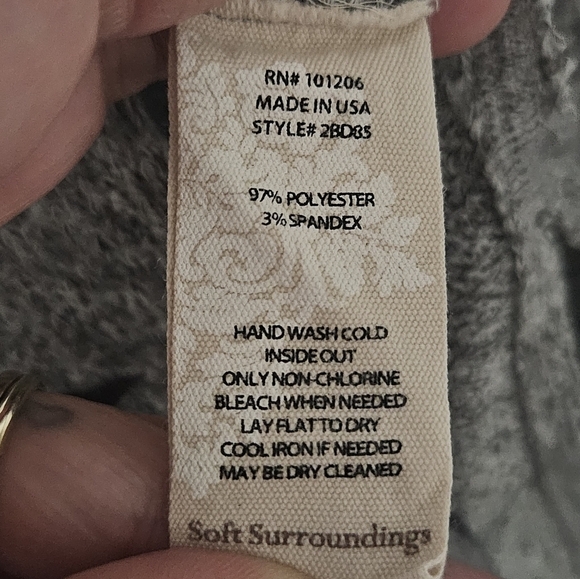 RN# 101206
MADE IN USA
STYLE# 2BD85
97% POLYESTER
3% SPANDEX
HAND WASH COLD
INSIDE OUT
ONLY NON-CHLORINE
BLEACH WHEN NEEDED
LAY FLAT TO DRY
COOL IRON IF NEEDED
MAY BE DRY CLEANED
Soft Surroundings